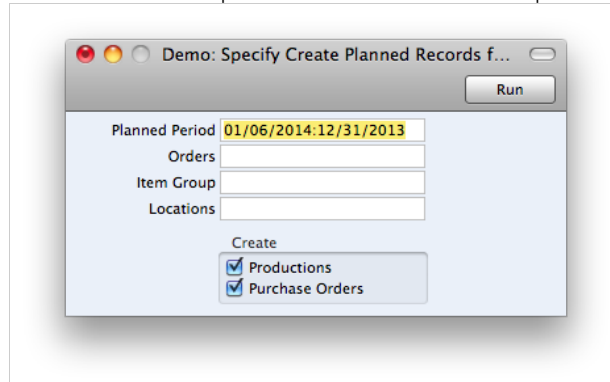 Demo: Specify Create Planned Records f...
Run
Planned Period 01/06/2014:12/31/2013
Orders
Item Group
Locations
Create
Productions
Purchase Orders